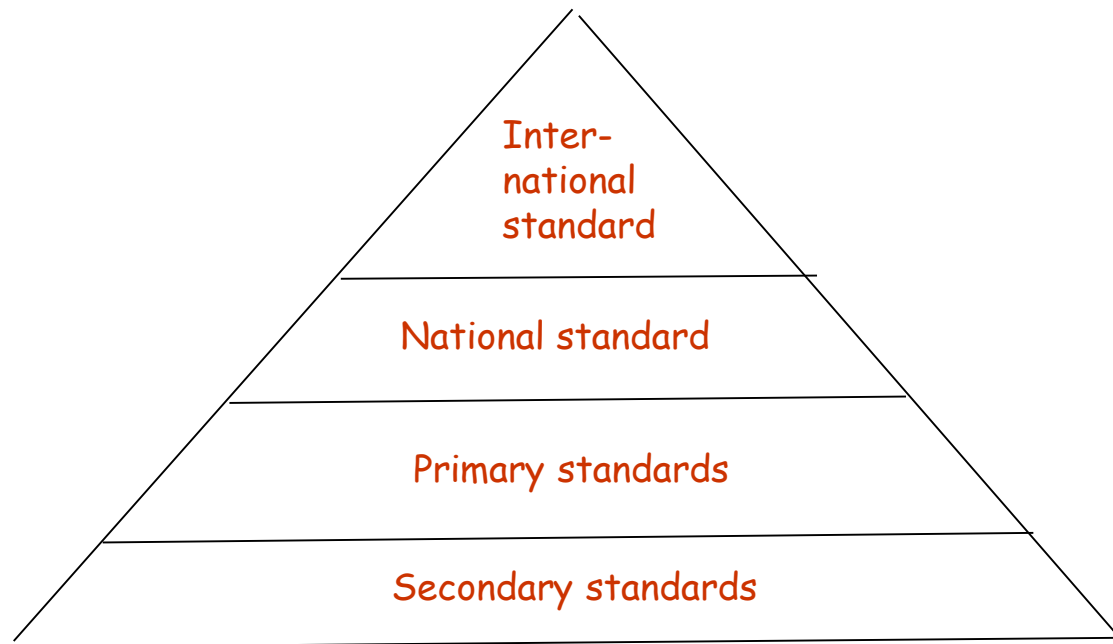 Inter-
national
standard
National standard
Primary standards
Secondary standards